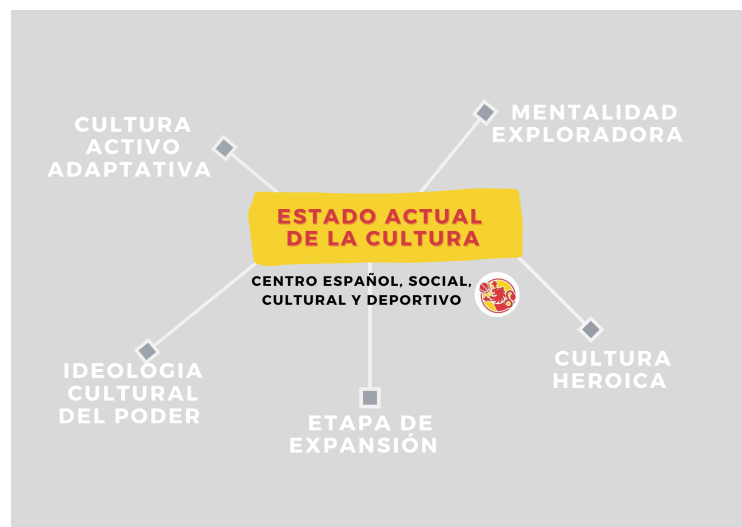 CULTURA
ACTIVO
ADAPTATIVA
MENTALIDAD
EXPLORADORA
ESTADO ACTUAL
DE LA CULTURA
CENTRO ESPAÑOL, SOCIAL,
CULTURAL Y DEPORTIVO
IDEOLOGIA
CULTURAL
DEL PODER
ETAPA DE
EXPANSIÓN
CULTURA
HEROICA